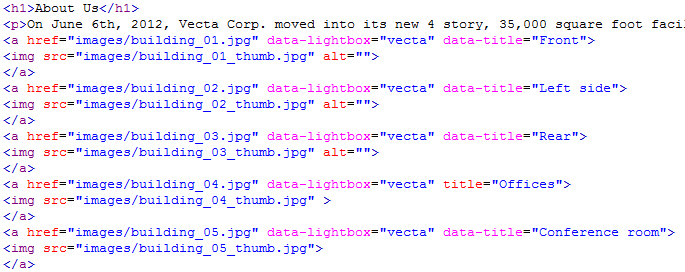 <h1>About Us</h1>
<p>On June 6th, 2012, Vecta Corp. moved into its new 4 story, 35,000 square foot
<a href="images/building_01.jpg" data-lightbox="vecta" data-title="Front">
<img src="images/building_01_thumb.jpg" alt="">
</a>
<a href="images/building_02.jpg" data-lightbox="vecta" data-title="Left side">
<img src="images/building_02_thumb.jpg" alt="">
</a>
<a href="images/building_03.jpg" data-lightbox="vecta" data-title="Rear">
<img src="images/building_03_thumb.jpg" alt="">
</a>
<a href="images/building_04.jpg" data-lightbox="vecta" title="Offices">
<img src="images/building_04_thumb.jpg" >
</a>
<a href="images/building_05.jpg" data-lightbox="vecta" data-title="Conference room">
<img src="images/building_05_thumb.jpg">
</a>